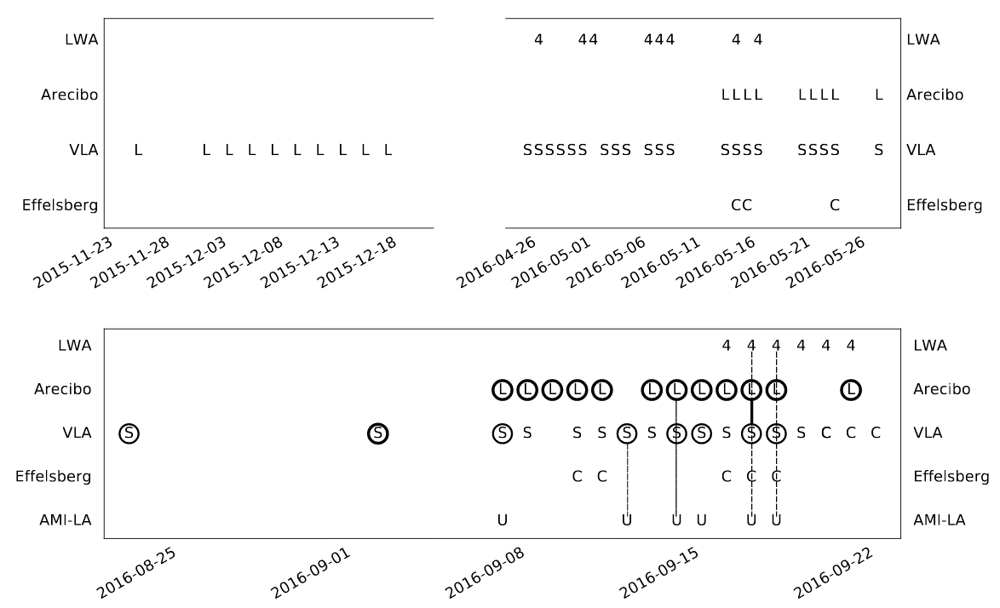 LWA 4 44 444 4 4 LWA
Arecibo LLLL LLLL L Arecibo
VLA L L L L L L L L L L SSSSSS SSS SSS SSSS SSSS S VLA
Effelsberg CC C Effelsberg
2015-11-23 2015-11-28 2015-12-03 2015-12-08 2015-12-13 2015-12-18 2016-04-26 2016-05-01 2016-05-06 2016-05-11 2016-05-16 2016-05-21 2016-05-26
LWA 4 4 4 4 4 4 LWA
Arecibo L L L L L L L L L L L L Arecibo
VLA S S S S S S S S S S S S S S S C C C VLA
Effelsberg C C C C C Effelsberg
AMI-LA U U U U U U AMI-LA
2016-08-25 2016-09-01 2016-09-08 2016-09-15 2016-09-22